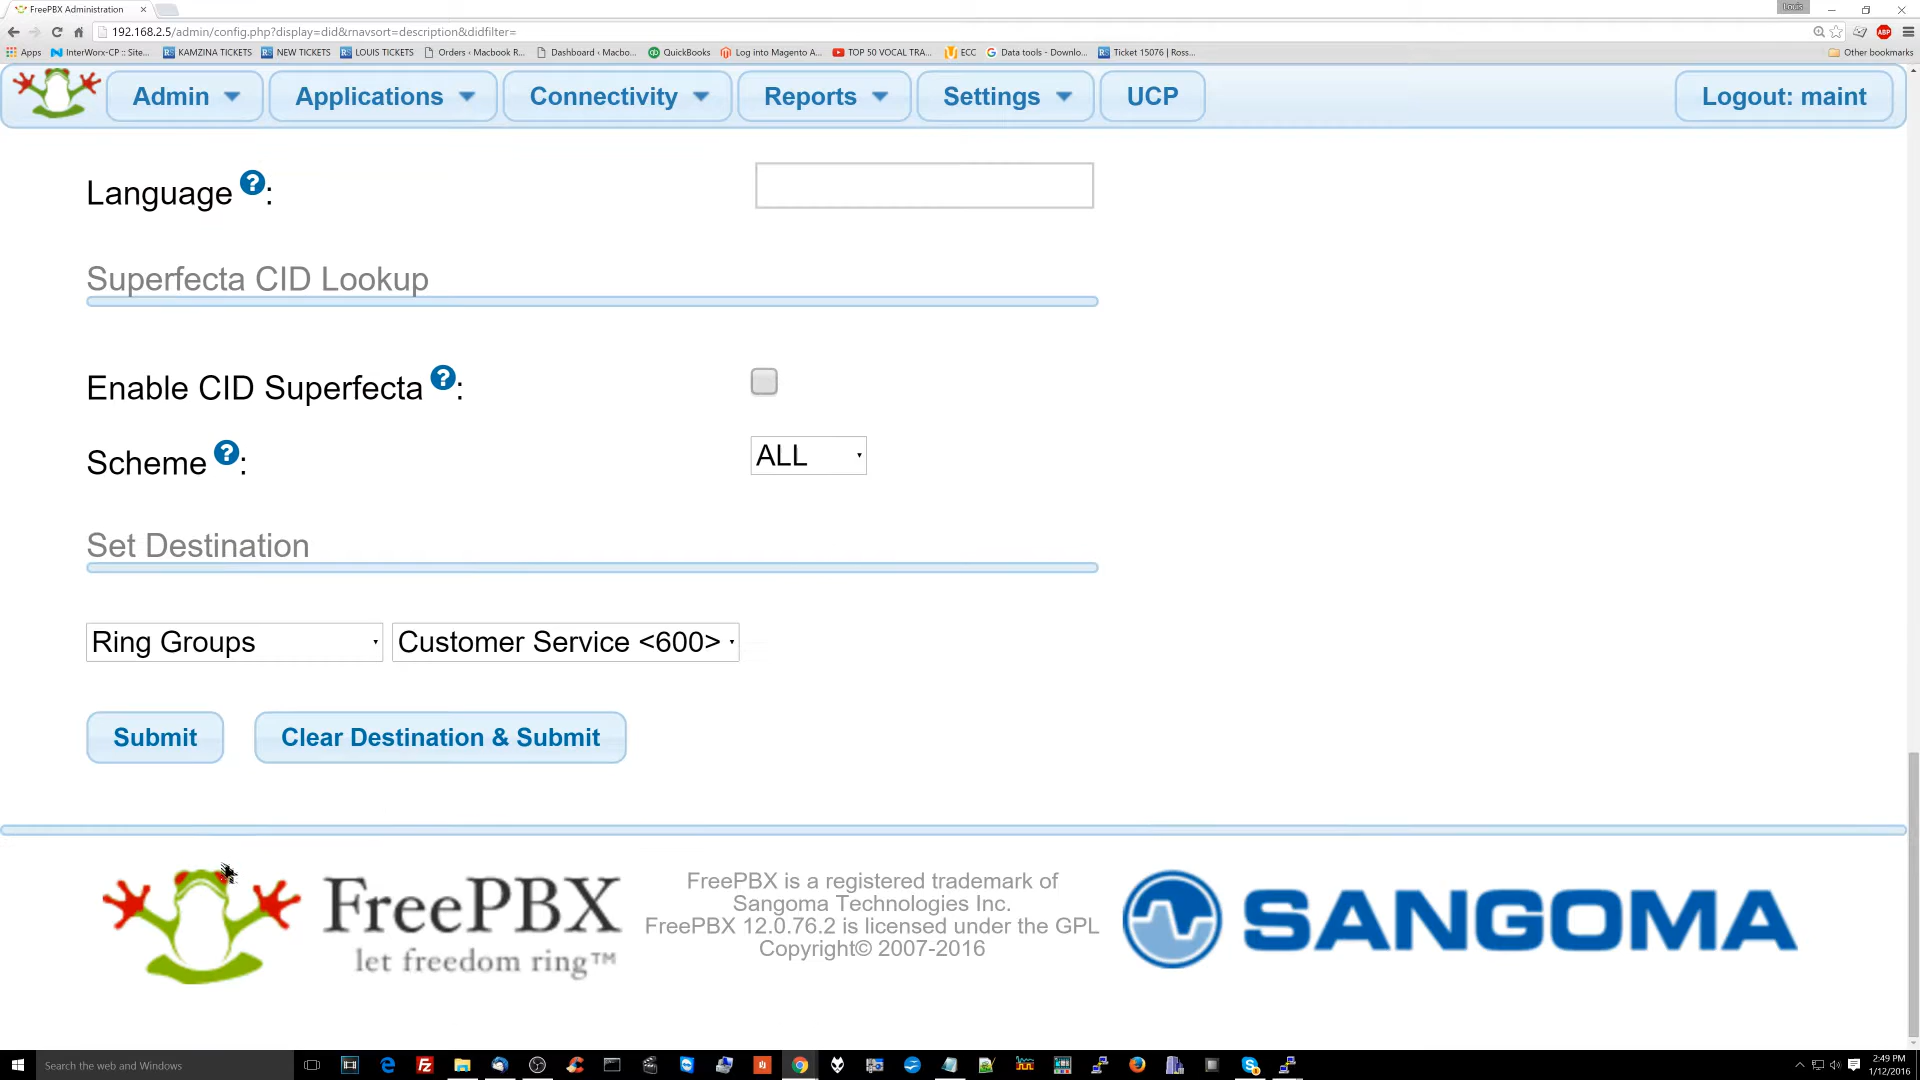 FreePBX Administration
Louis
192.168.2.5/admin/config.php?display=did&rnavsort=description&didfilter=
Apps InterWorx-CP :: Site... KAMZINA TICKETS NEW TICKETS LOUIS TICKETS Orders ‹ Macbook R... Dashboard ‹ Macbo... QuickBooks Log into Magento A... TOP 50 VOCAL TRA... ECC Data tools - Downlo... Ticket 15076 | Ross... Other bookmarks
Admin Applications Connectivity Reports Settings UCP Logout: maint
Language ? :
Superfecta CID Lookup
Enable CID Superfecta ? :
Scheme ? : ALL
Set Destination
Ring Groups Customer Service <600>
Submit Clear Destination & Submit
FreePBX
let freedom ring™
FreePBX is a registered trademark of
Sangoma Technologies Inc.
FreePBX 12.0.76.2 is licensed under the GPL
Copyright© 2007-2016
SANGOMA
Search the web and Windows
2:49 PM
1/12/2016